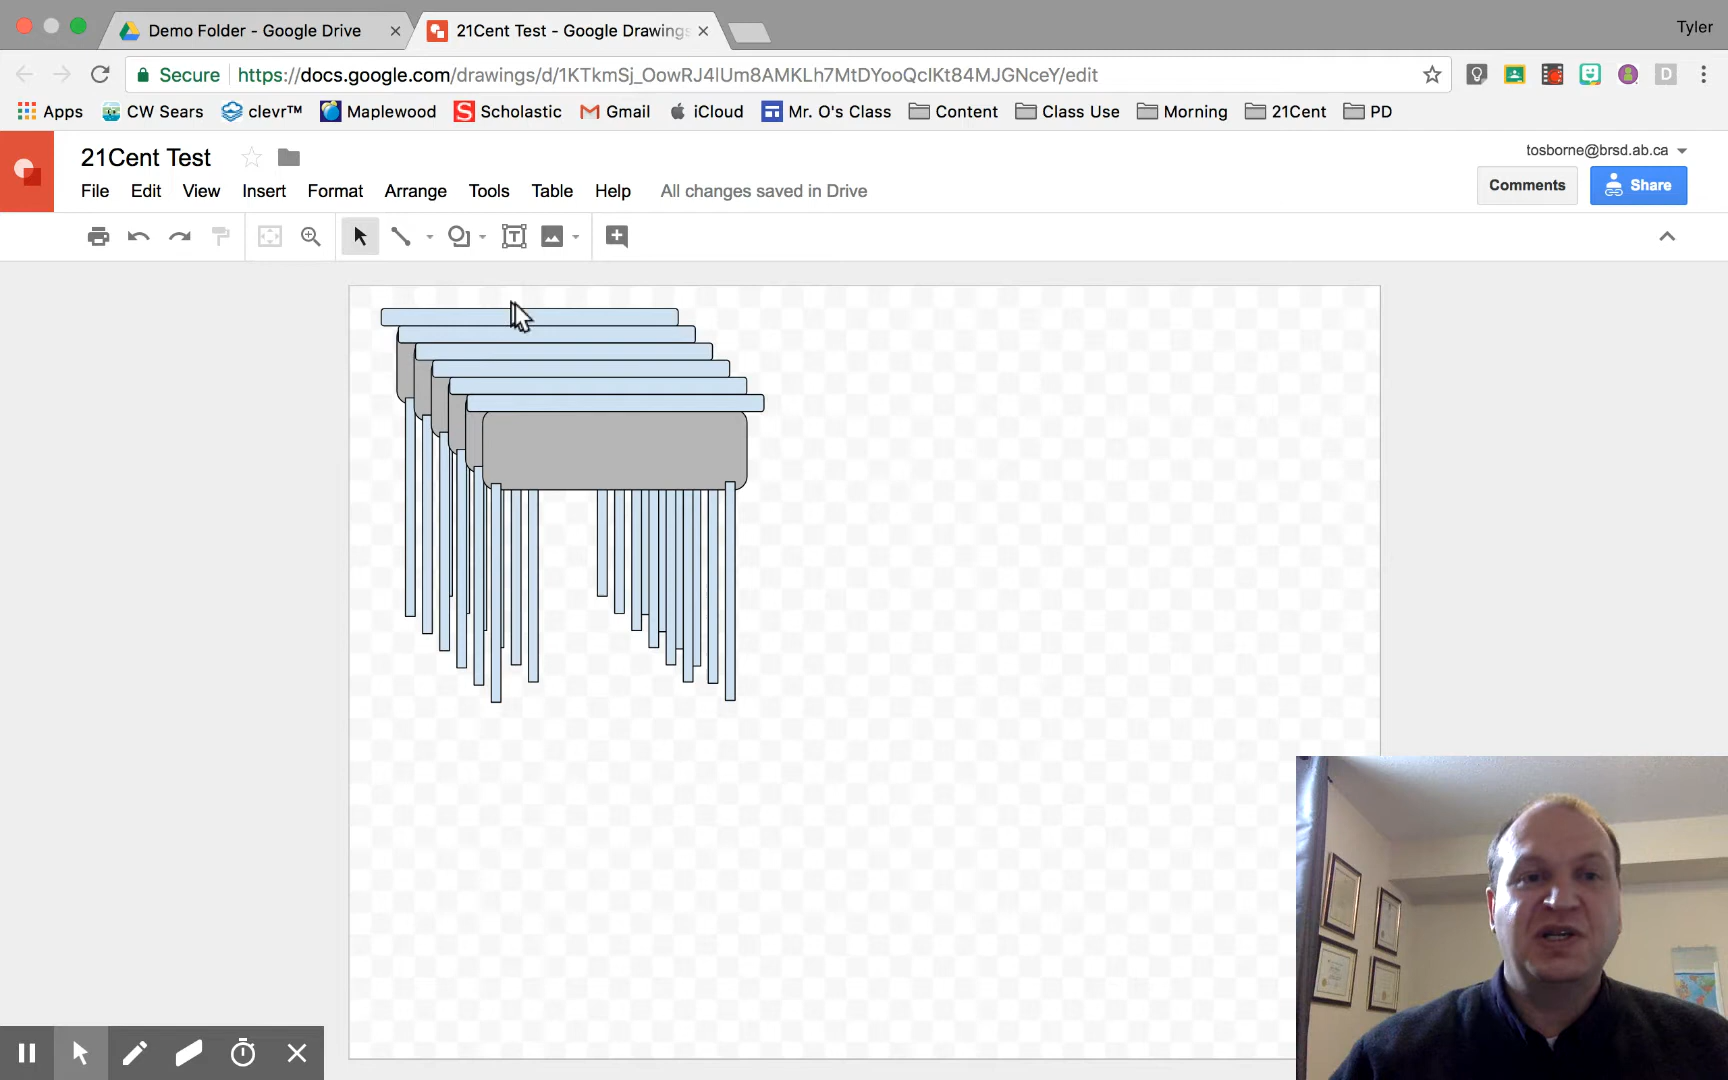 Demo Folder - Google Drive
21Cent Test - Google Drawings
Tyler
Secure
https://docs.google.com/drawings/d/1KTkmSj_OowRJ4lUm8AMKLh7MtDYooQclKt84MJGNceY/edit
D
Apps
CW Sears
clevr™
Maplewood
S Scholastic
Gmail
iCloud
Mr. O's Class
Content
Class Use
Morning
21Cent
PD
21Cent Test
tosborne@brsd.ab.ca
File Edit View Insert Format Arrange Tools Table Help All changes saved in Drive
Comments
Share